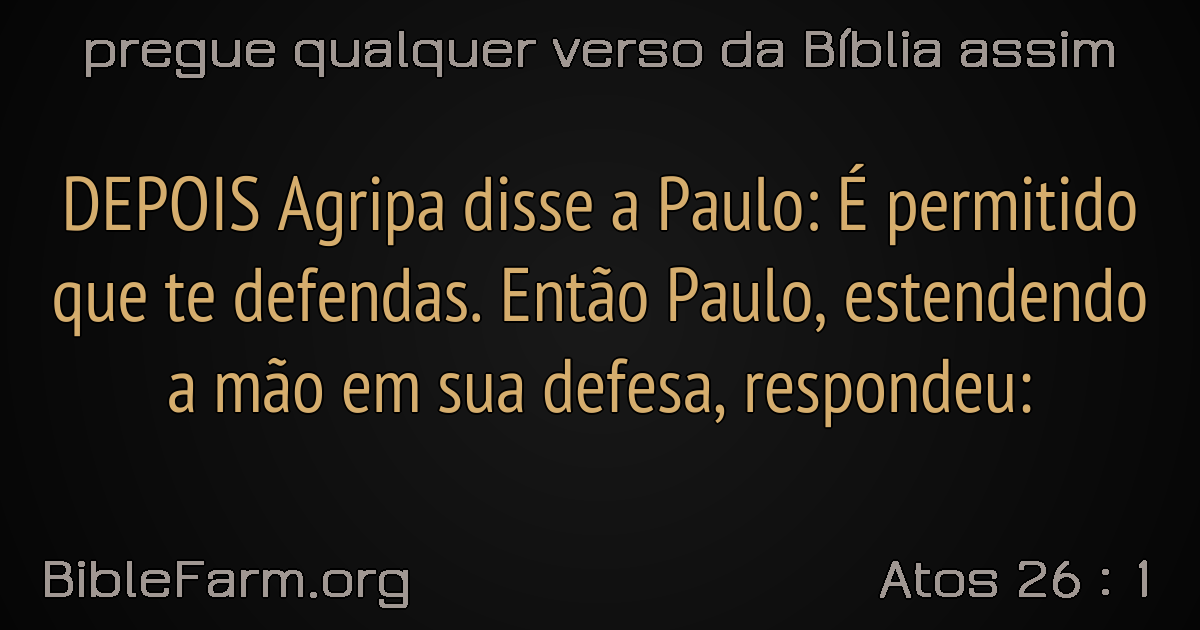 pregue qualquer verso da Bíblia assim
DEPOIS Agripa disse a Paulo: É permitido
que te defendas. Então Paulo, estendendo
a mão em sua defesa, respondeu:
BibleFarm.org
Atos 26 : 1